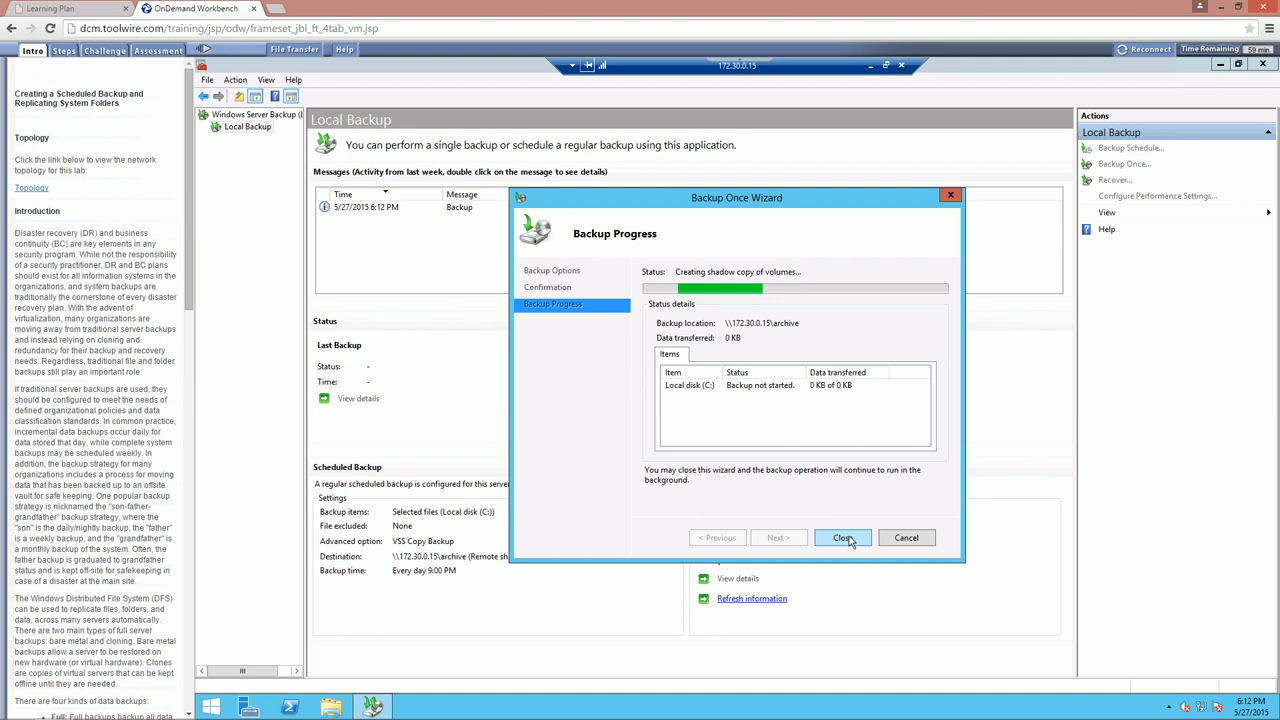 Learning Plan
OnDemand Workbench
dcm.toolwire.com/training/jsp/odw/frameset_jbl_ft_4tab_vm.jsp
Intro
Steps
Challenge
Assessment
File Transfer
Help
Reconnect
Time Remaining
59 min
Creating a Scheduled Backup and
Replicating System Folders
Topology
Click the link below to view the network
topology for this lab:
Topology
Introduction
Disaster recovery (DR) and business
continuity (BC) are key elements in any
security program. While not the responsibility
of a security practitioner, DR and BC plans
should exist for all information systems in the
organizations, and system backups are
traditionally the cornerstone of every disaster
recovery plan. With the advent of
virtualization, many organizations are
moving away from traditional server backups
and instead relying on cloning and
redundancy for their backup and recovery
needs. Regardless, traditional file and folder
backups still play an important role.
If traditional server backups are used, they
should be configured to meet the needs of
defined organizational policies and data
classification standards. In common practice,
incremental data backups occur daily for
data stored that day, while complete system
backups may be scheduled weekly. In
addition, the backup strategy for many
organizations includes a process for moving
data that has been backed up to an offsite
vault for safe keeping. One popular backup
strategy is nicknamed the "son-father-
grandfather" backup strategy, where the
"son" is the daily/nightly backup, the "father"
is a weekly backup, and the "gandfather" is
a monthly backup of the system. Often, the
father backup is graduated to grandfather
status and is kept off-site for safekeeping in
case of a disaster at the main site.
The Windows Distributed File System (DFS)
can be used to replicate files, folders, and
data, across many servers automatically.
There are two main types of full server
backups: bare metal and cloning. Bare metal
backups allow a server to be restored on
new hardware (or virtual hardware). Clones
are copies of virtual servers that can be kept
offline until they are needed.
There are four kinds of data backups:
Full: Full backups backup all data
172.30.0.15
File
Action
View
Help
Windows Server Backup (L
Local Backup
Local Backup
You can perform a single backup or schedule a regular backup using this application.
Messages (Activity from last week, double click on the message to see details)
Time
Message
5/27/2015 6:12 PM
Backup
Status
Last Backup
Status: -
Time: -
View details
Scheduled Backup
A regular scheduled backup is configured for this serve
Settings
Backup items: Selected files (Local disk (C:))
File excluded: None
Advanced option: VSS Copy Backup
Destination: \\172.30.0.15\archive (Remote sh
Backup time: Every day 9:00 PM
View details
Refresh information
Backup Once Wizard
Backup Progress
Backup Options
Confirmation
Backup Progress
Status: Creating shadow copy of volumes...
Status details
Backup location: \\172.30.0.15\archive
Data transferred: 0 KB
Items
Item
Status
Data transferred
Local disk (C:)
Backup not started.
0 KB of 0 KB
You may close this wizard and the backup operation will continue to run in the
background.
< Previous
Next >
Close
Cancel
Actions
Local Backup
Backup Schedule...
Backup Once...
Recover...
Configure Performance Settings...
View
Help
6:12 PM
5/27/2015